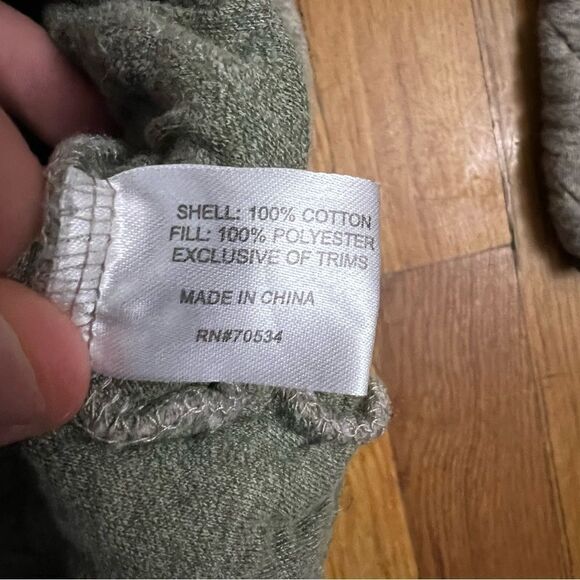 SHELL: 100% COTTON
FILL: 100% POLYESTER
EXCLUSIVE OF TRIMS
MADE IN CHINA
RN#70534